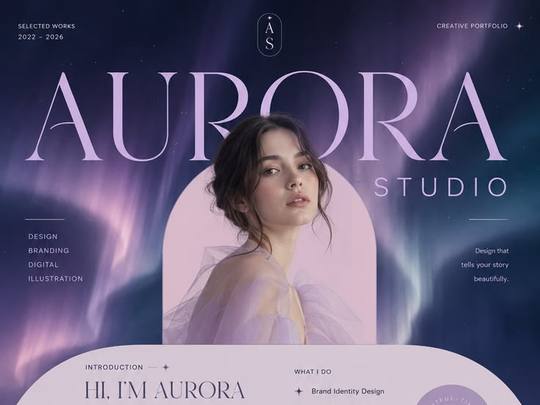 SELECTED WORKS
2022 – 2026
A
S
CREATIVE PORTFOLIO
AURORA
STUDIO
DESIGN
BRANDING
DIGITAL
ILLUSTRATION
Design that
tells your story
beautifully.
INTRODUCTION
HI, I'M AURORA
WHAT I DO
Brand Identity Design